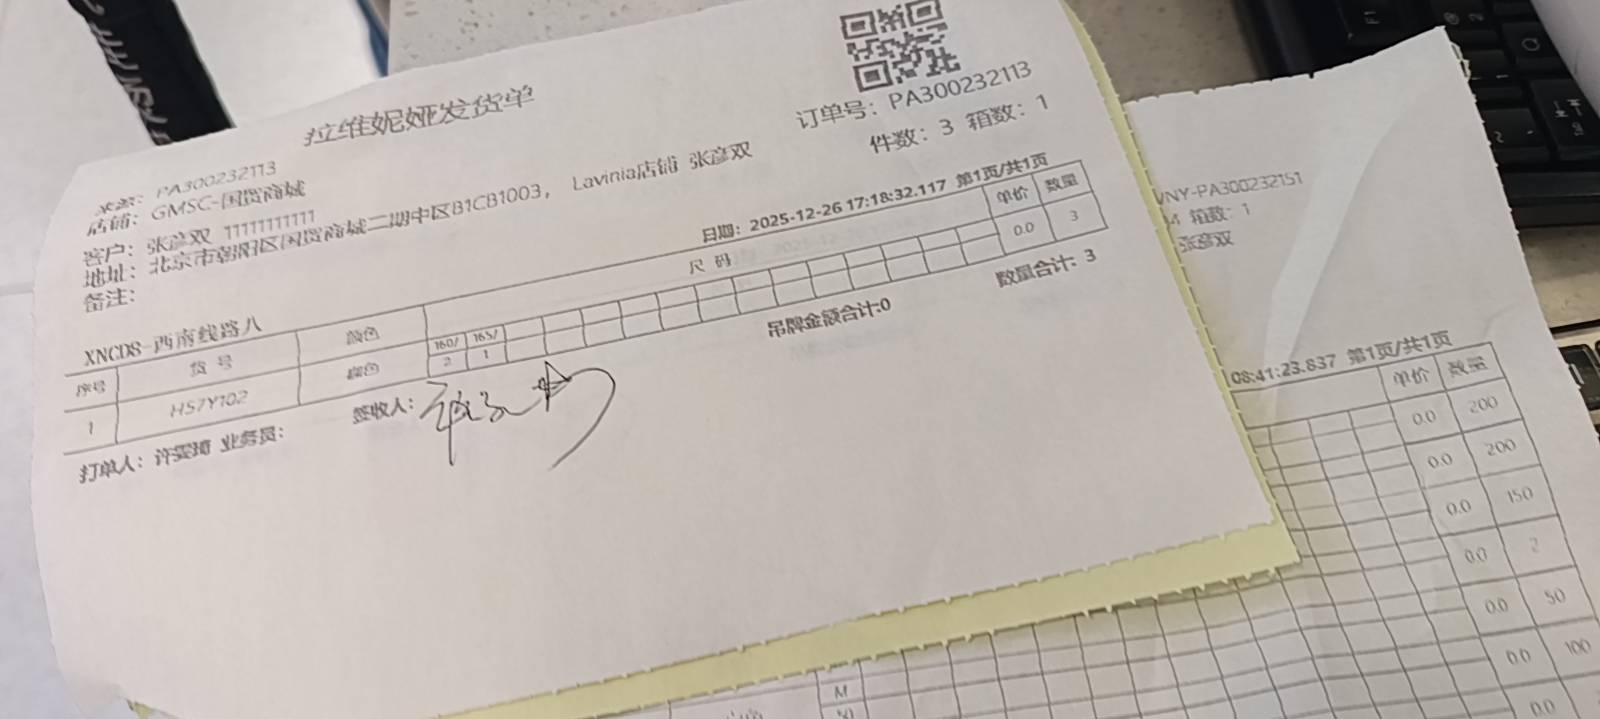 拉维妮娅发货单
订单号：PA300232113
件数：3 箱数：1
来源：PA300232113
店铺：GMSC-国贸商城
客户：张彦双 11111111111
地址：北京市朝阳区国贸商城二期中区B1CB1003， Lavinia店铺 张彦双
备注：
日期：2025-12-26 17:18:32.117 第1页/共1页
XNCDS-西南线路八
序号 货号 颜色 尺码 单价 数量
160/ 165/
1 H57Y102 2 1 0.0 3
打单人：许雯琦 业务员： 签收人： 吊牌金额合计:0 数量合计: 3
VNY-PA300232151
箱数：1
张彦双
08:41:23.837 第1页/共1页
单价 数量
0.0 200
0.0 200
0.0 150
0.0 2
0.0 50
0.0 100
0.0
M